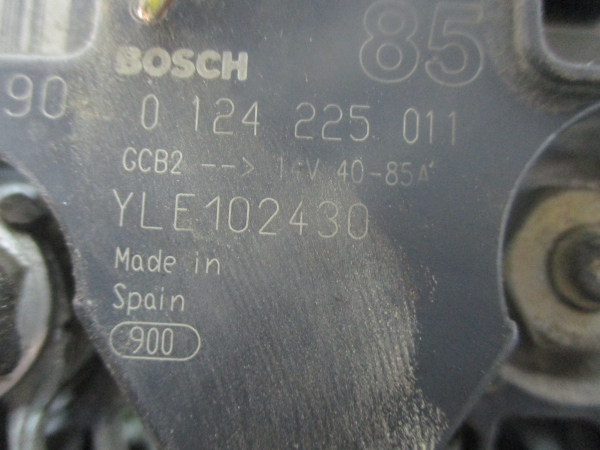 BOSCH 85
90
0 124 225 011
GCB2 --> 14V 40-85A
YLE102430
Made in
Spain
900